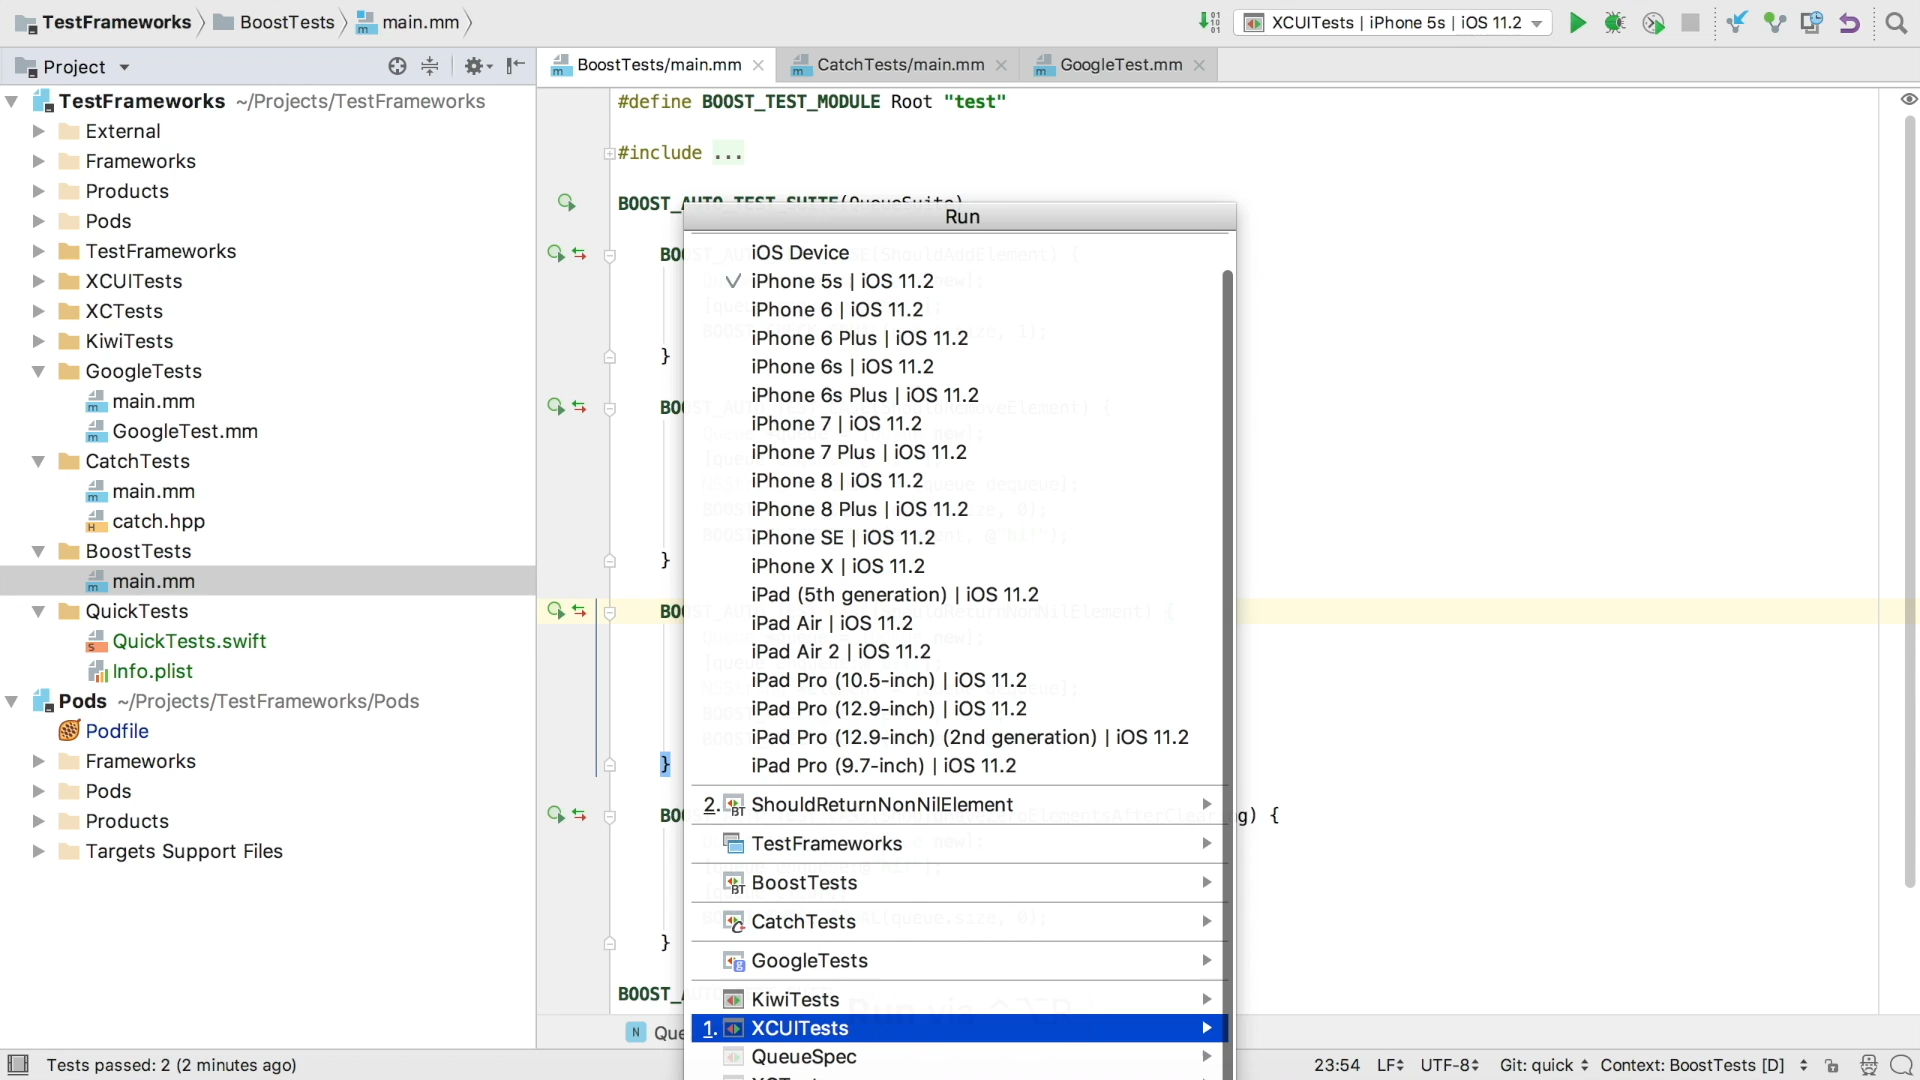 TestFrameworks BoostTests main.mm
XCUITests | iPhone 5s | iOS 11.2
Project
BoostTests/main.mm CatchTests/main.mm GoogleTest.mm
TestFrameworks ~/Projects/TestFrameworks
External
Frameworks
Products
Pods
TestFrameworks
XCUITests
XCTests
KiwiTests
GoogleTests
main.mm
GoogleTest.mm
CatchTests
main.mm
catch.hpp
BoostTests
main.mm
QuickTests
QuickTests.swift
Info.plist
Pods ~/Projects/TestFrameworks/Pods
Podfile
Frameworks
Pods
Products
Targets Support Files
#define BOOST_TEST_MODULE Root "test"
#include ...
BOOST_AUTO_TEST_SUITE(QueueSuite)
}
}
}
g) {
}
Run
iOS Device
iPhone 5s | iOS 11.2
iPhone 6 | iOS 11.2
iPhone 6 Plus | iOS 11.2
iPhone 6s | iOS 11.2
iPhone 6s Plus | iOS 11.2
iPhone 7 | iOS 11.2
iPhone 7 Plus | iOS 11.2
iPhone 8 | iOS 11.2
iPhone 8 Plus | iOS 11.2
iPhone SE | iOS 11.2
iPhone X | iOS 11.2
iPad (5th generation) | iOS 11.2
iPad Air | iOS 11.2
iPad Air 2 | iOS 11.2
iPad Pro (10.5-inch) | iOS 11.2
iPad Pro (12.9-inch) | iOS 11.2
iPad Pro (12.9-inch) (2nd generation) | iOS 11.2
iPad Pro (9.7-inch) | iOS 11.2
2. ShouldReturnNonNilElement
TestFrameworks
BoostTests
CatchTests
GoogleTests
KiwiTests
1. XCUITests
QueueSpec
Tests passed: 2 (2 minutes ago)
23:54 LF UTF-8 Git: quick Context: BoostTests [D]